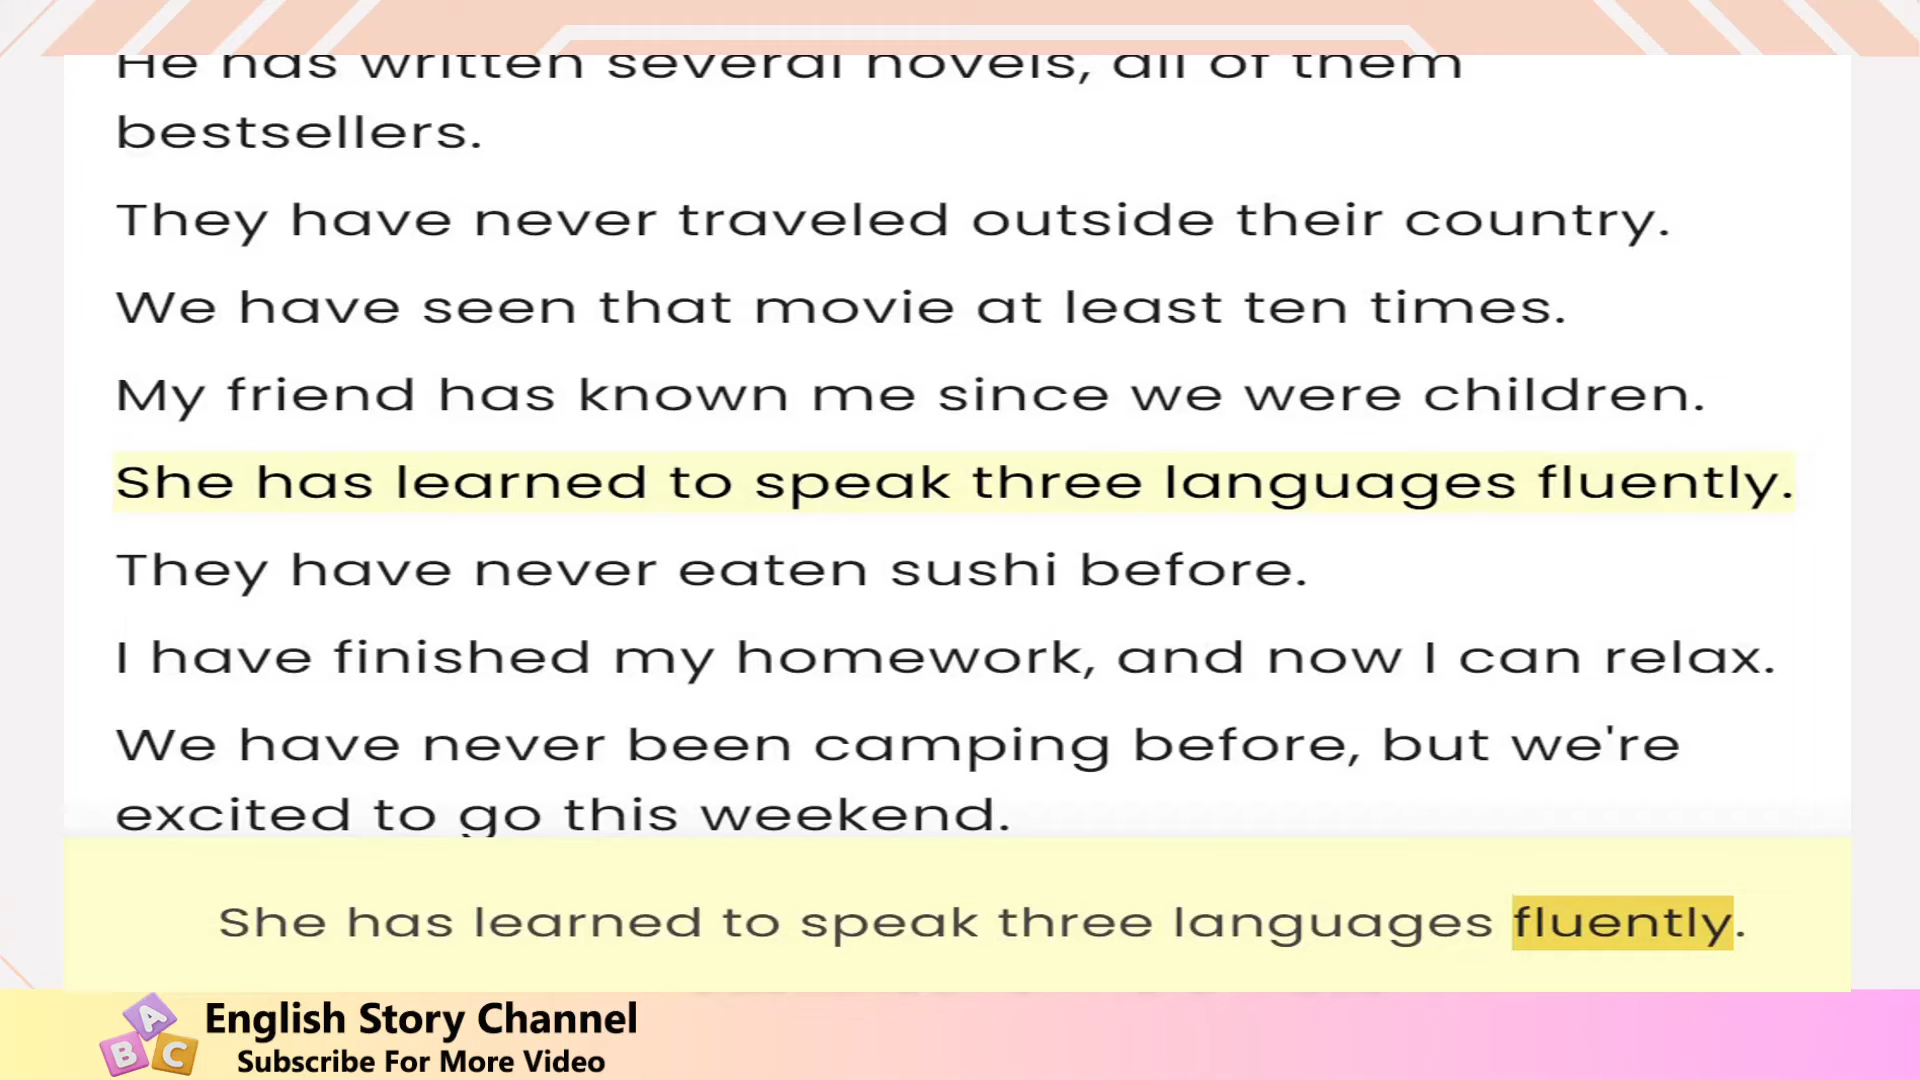 He has written several novels, all of them
bestsellers.
They have never traveled outside their country.
We have seen that movie at least ten times.
My friend has known me since we were children.
She has learned to speak three languages fluently.
They have never eaten sushi before.
I have finished my homework, and now I can relax.
We have never been camping before, but we're
excited to go this weekend.
She has learned to speak three languages fluently.
A
B C
English Story Channel
Subscribe For More Video